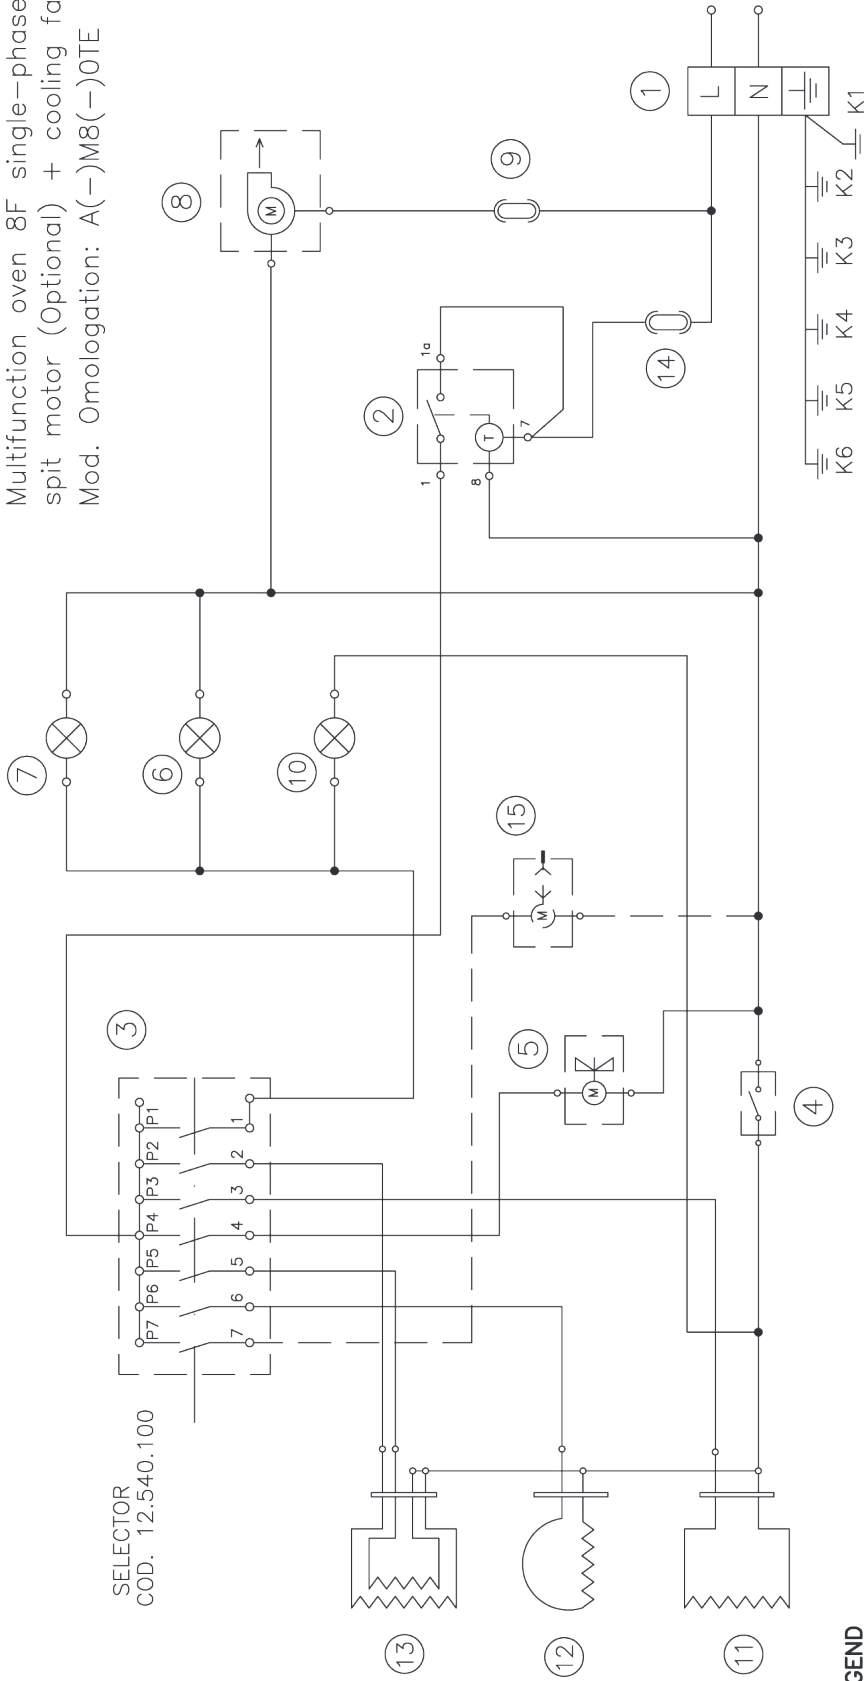 Multifunction oven 8F single-phase
spit motor (Optional) + cooling fa
Mod. Omologation: A(-)M8(-)0TE
8
9
1
L
N
K1
K2
K3
K4
K5
K6
M
2
1a
1
T
7
8
14
7
6
10
15
M
5
M
4
3
P1
P2
P3
P4
P5
P6
P7
1
2
3
4
5
6
7
SELECTOR
COD. 12.540.100
13
12
11
GEND